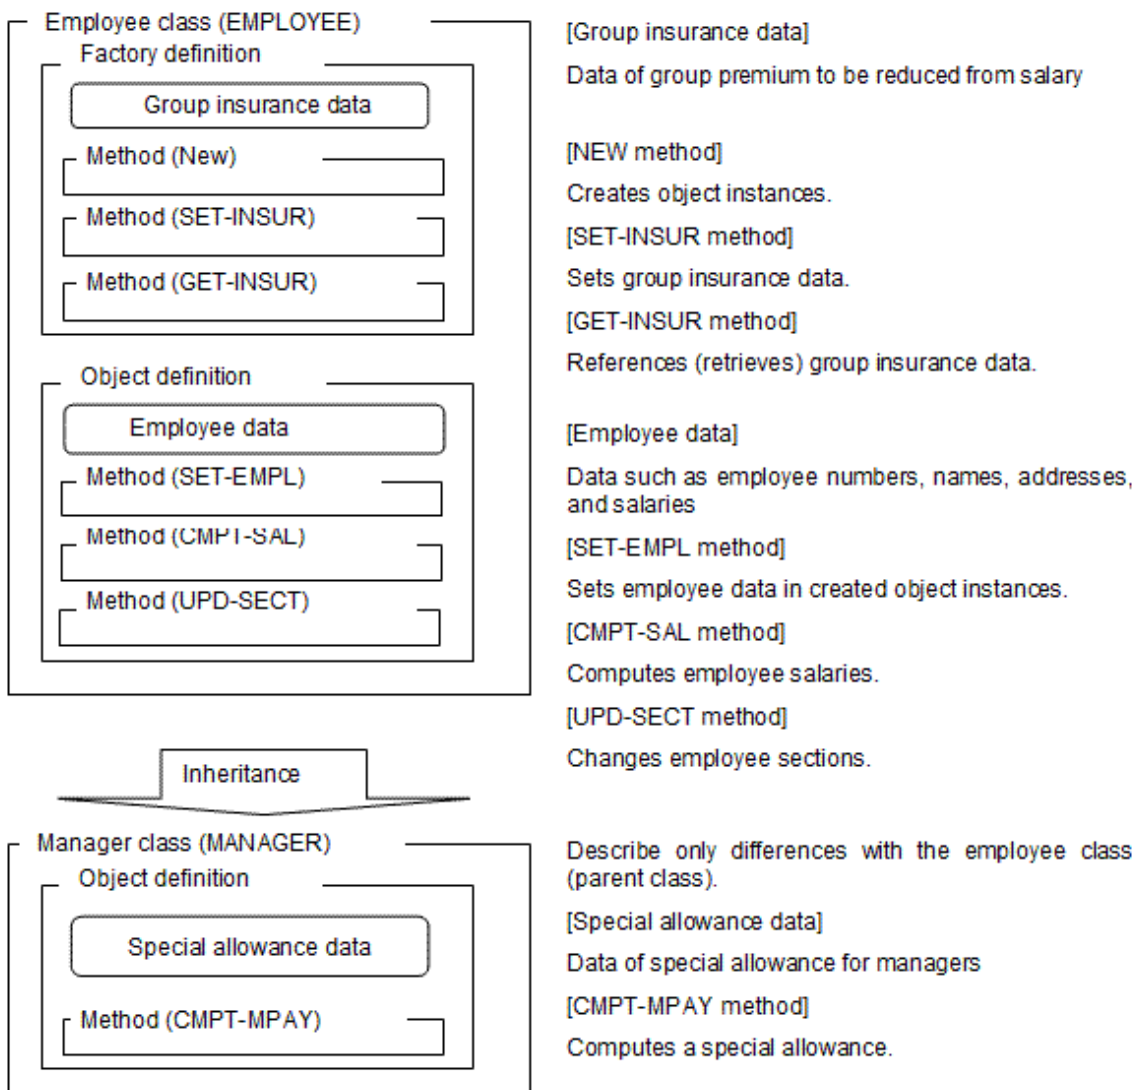 Employee class (EMPLOYEE)
Factory definition
Group insurance data
Method (New)
Method (SET-INSUR)
Method (GET-INSUR)
Object definition
Employee data
Method (SET-EMPL)
Method (CMPT-SAL)
Method (UPD-SECT)
Inheritance
Manager class (MANAGER)
Object definition
Special allowance data
Method (CMPT-MPAY)
[Group insurance data]
Data of group premium to be reduced from salary
[NEW method]
Creates object instances.
[SET-INSUR method]
Sets group insurance data.
[GET-INSUR method]
References (retrieves) group insurance data.
[Employee data]
Data such as employee numbers, names, addresses,
and salaries
[SET-EMPL method]
Sets employee data in created object instances.
[CMPT-SAL method]
Computes employee salaries.
[UPD-SECT method]
Changes employee sections.
Describe only differences with the employee class
(parent class).
[Special allowance data]
Data of special allowance for managers
[CMPT-MPAY method]
Computes a special allowance.